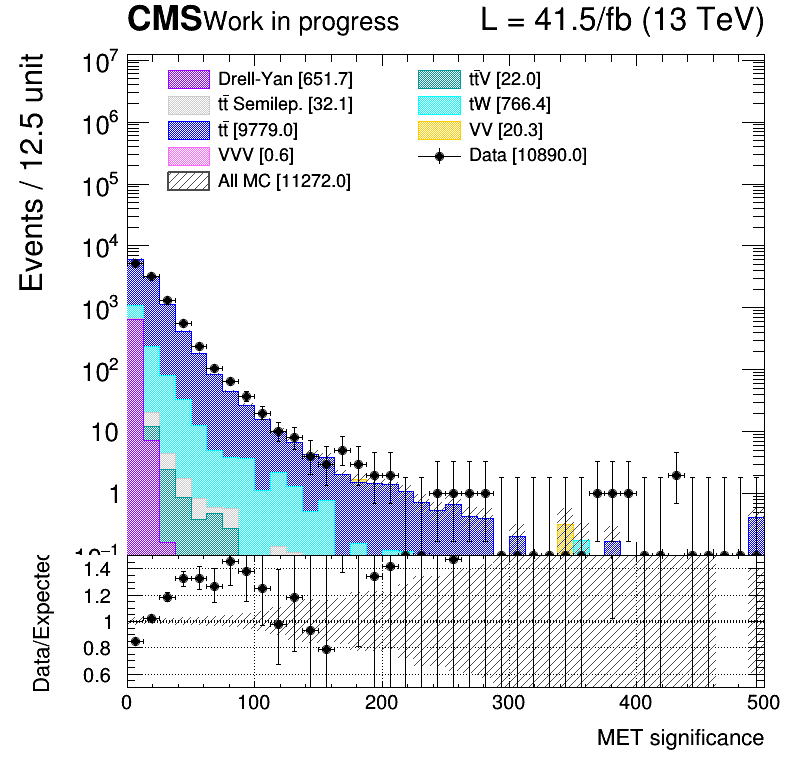 CMS Work in progress L = 41.5/fb (13 TeV)
Events / 12.5 unit
10⁷
10⁶
10⁵
10⁴
10³
10²
10
1
10⁻¹
Drell-Yan [651.7]
tt̄ Semilep. [32.1]
tt̄ [9779.0]
VVV [0.6]
All MC [11272.0]
tt̄V [22.0]
tW [766.4]
VV [20.3]
Data [10890.0]
Data/Expected
1.4
1.2
1
0.8
0.6
0 100 200 300 400 500
MET significance